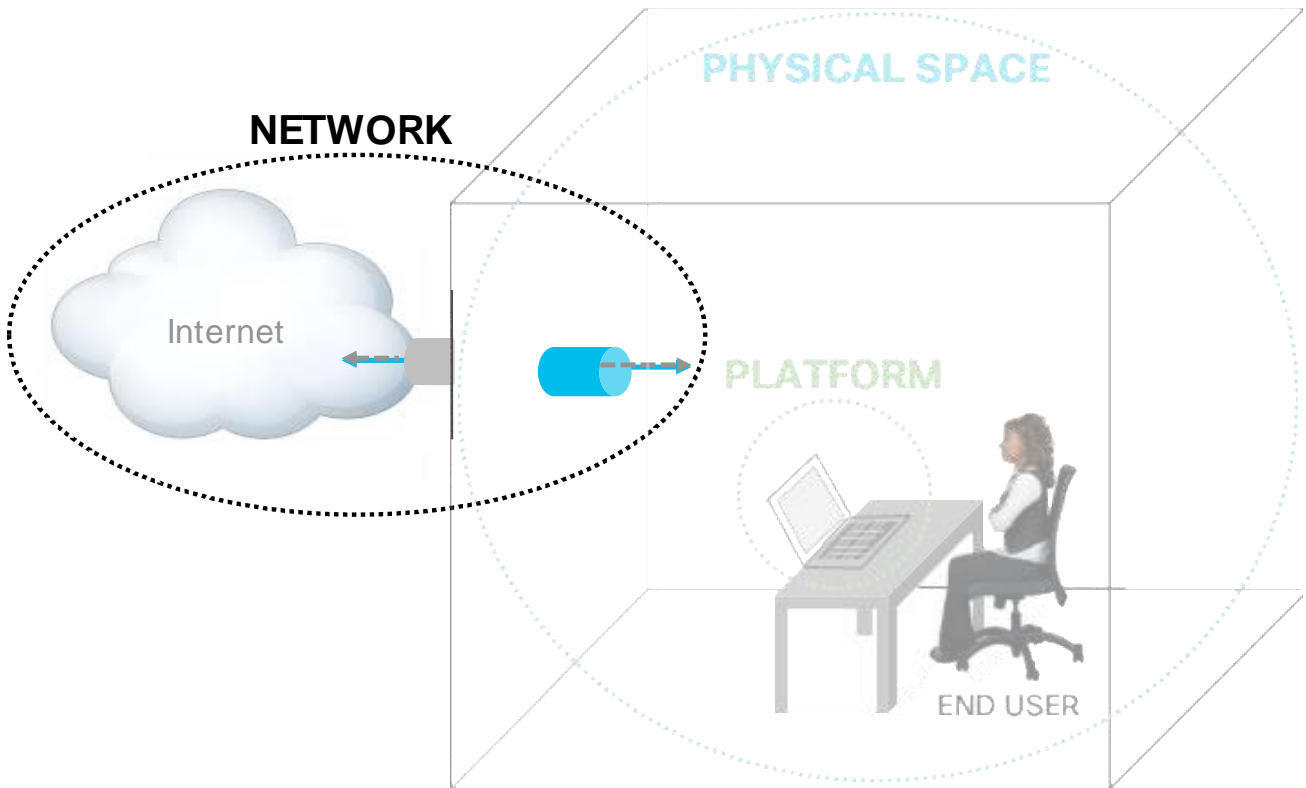 PHYSICAL SPACE
NETWORK
Internet
PLATFORM
END USER